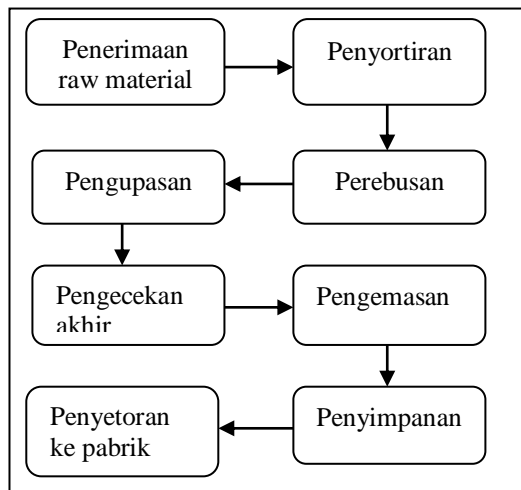 Penerimaan
raw material
Penyortiran
Perebusan
Pengupasan
Pengecekan
akhir
Pengemasan
Penyimpanan
Penyetoran
ke pabrik